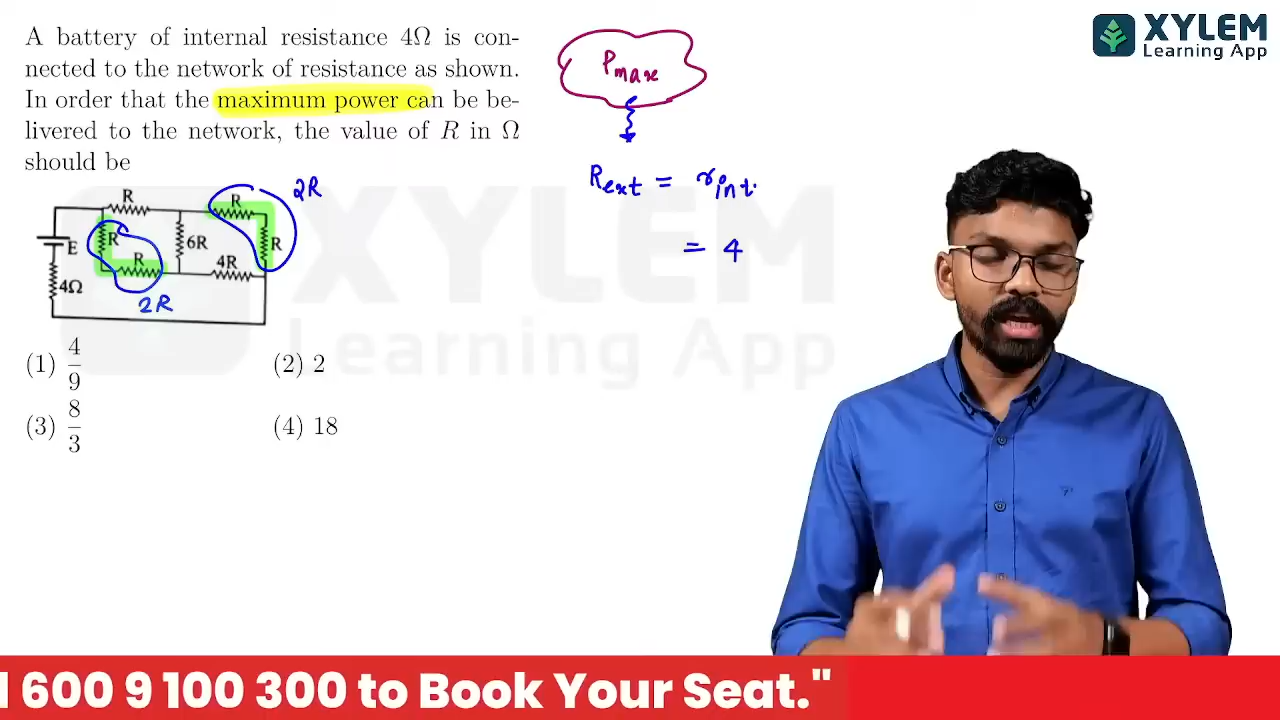 A battery of internal resistance 4Ω is con-
nected to the network of resistance as shown.
In order that the maximum power can be be-
livered to the network, the value of R in Ω
should be
R
R
2R
R
E
6R
R
R
4R
4Ω
2R
(1) 4/9
(2) 2
(3) 8/3
(4) 18
Pmax
Rext = rint.
= 4
XYLEM
Learning App
XYLEM
Learning App
600 9 100 300 to Book Your Seat."